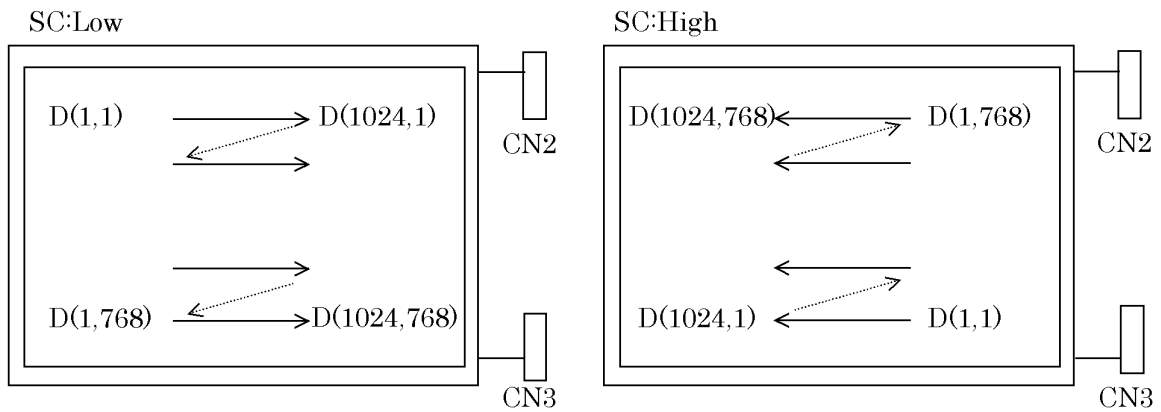 SC:Low
D(1,1) D(1024,1)
D(1,768) D(1024,768)
CN2
CN3
SC:High
D(1024,768) D(1,768)
D(1024,1) D(1,1)
CN2
CN3